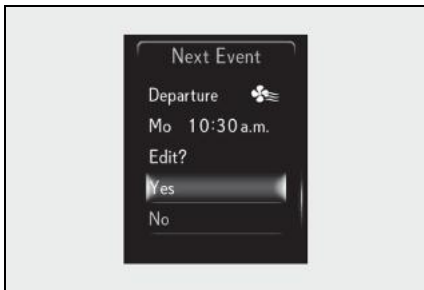 Next Event
Departure
Mo 10:30 a.m.
Edit?
Yes
No